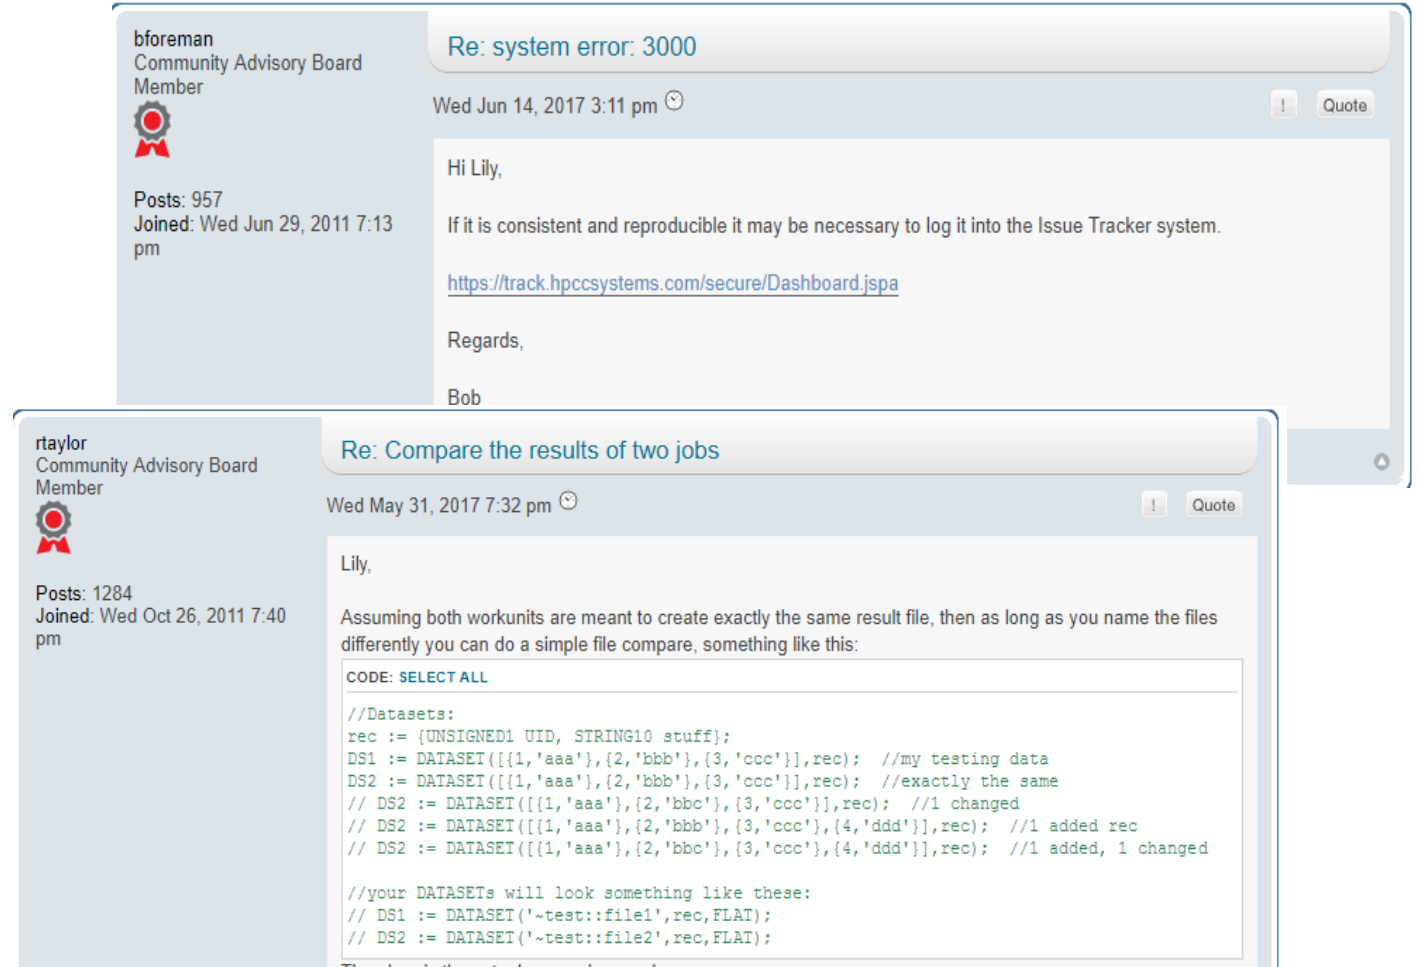 bforeman
Community Advisory Board
Member
Posts: 957
Joined: Wed Jun 29, 2011 7:13
pm
Re: system error: 3000
Wed Jun 14, 2017 3:11 pm
!
Quote
Hi Lily,
If it is consistent and reproducible it may be necessary to log it into the Issue Tracker system.
https://track.hpccsystems.com/secure/Dashboard.jspa
Regards,
Bob
rtaylor
Community Advisory Board
Member
Posts: 1284
Joined: Wed Oct 26, 2011 7:40
pm
Re: Compare the results of two jobs
Wed May 31, 2017 7:32 pm
!
Quote
Lily,
Assuming both workunits are meant to create exactly the same result file, then as long as you name the files
differently you can do a simple file compare, something like this:
CODE: SELECT ALL
//Datasets:
rec := {UNSIGNED1 UID, STRING10 stuff};
DS1 := DATASET([{1,'aaa'},{2,'bbb'},{3,'ccc'}],rec);  //my testing data
DS2 := DATASET([{1,'aaa'},{2,'bbb'},{3,'ccc'}],rec);  //exactly the same
// DS2 := DATASET([{1,'aaa'},{2,'bbc'},{3,'ccc'}],rec);  //1 changed
// DS2 := DATASET([{1,'aaa'},{2,'bbb'},{3,'ccc'},{4,'ddd'}],rec);  //1 added rec
// DS2 := DATASET([{1,'aaa'},{2,'bbc'},{3,'ccc'},{4,'ddd'}],rec);  //1 added, 1 changed
//your DATASETs will look something like these:
// DS1 := DATASET('~test::file1',rec,FLAT);
// DS2 := DATASET('~test::file2',rec,FLAT);